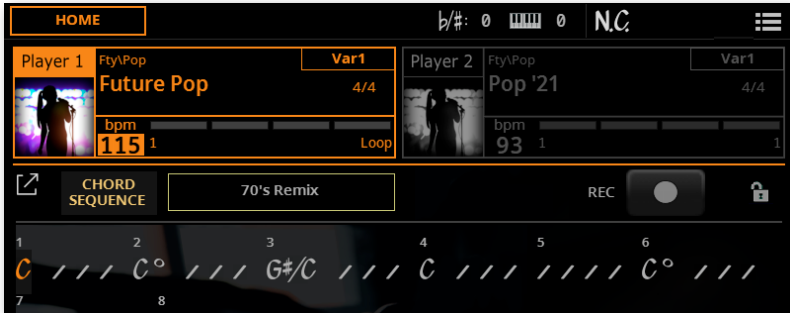 HOME ♭/♯: 0 0 N.C.
Player 1 Fty\Pop Var1
Future Pop 4/4
bpm
115 1 Loop
Player 2 Fty\Pop Var1
Pop '21 4/4
bpm
93 1 1
CHORD
SEQUENCE
70's Remix
REC
1 2 3 4 5 6
C / / / C° / / / G♯/C / / / C / / / / / / / C° / / /
7 8